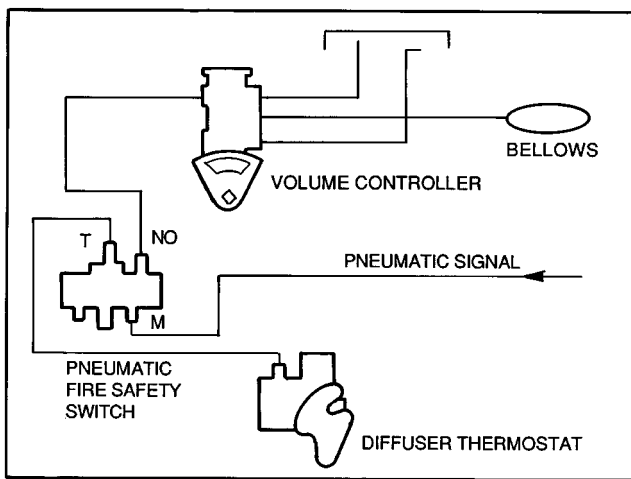 BELLOWS
VOLUME CONTROLLER
T
NO
PNEUMATIC SIGNAL
M
PNEUMATIC
FIRE SAFETY
SWITCH
DIFFUSER THERMOSTAT